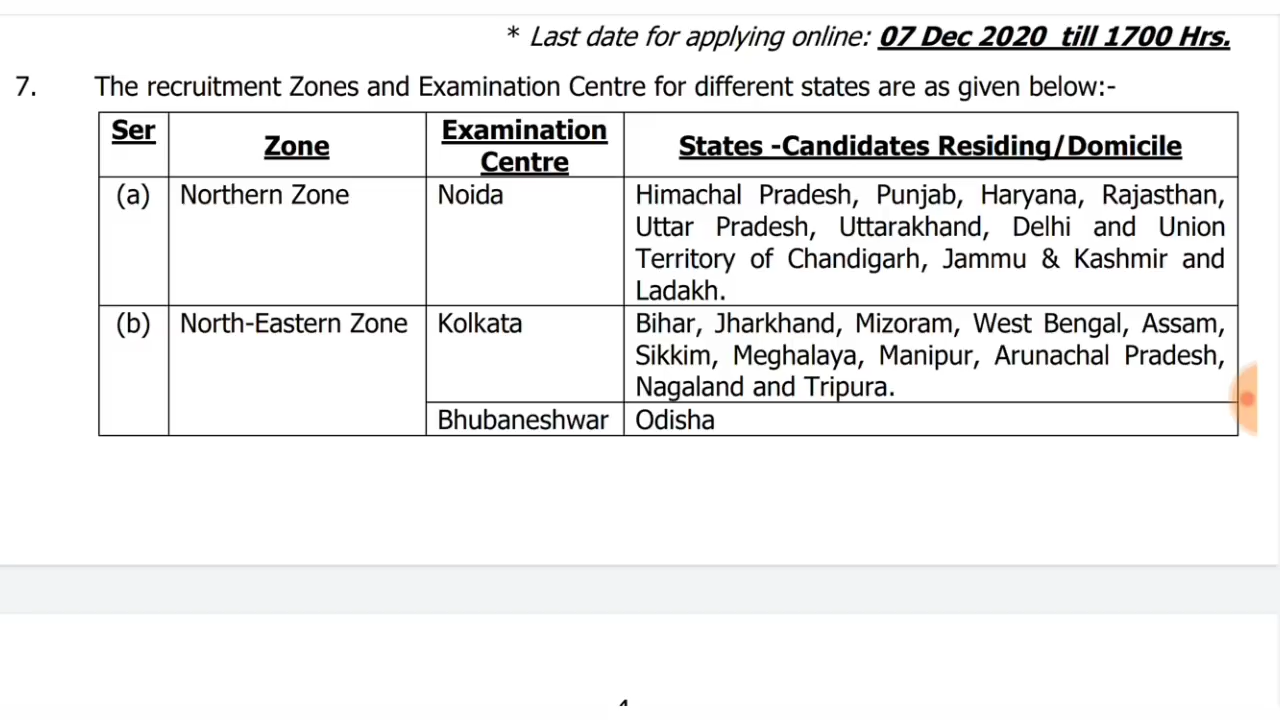 * Last date for applying online: 07 Dec 2020 till 1700 Hrs.
7. The recruitment Zones and Examination Centre for different states are as given below:-
Ser Zone Examination Centre States -Candidates Residing/Domicile
(a) Northern Zone Noida Himachal Pradesh, Punjab, Haryana, Rajasthan,
Uttar Pradesh, Uttarakhand, Delhi and Union
Territory of Chandigarh, Jammu & Kashmir and
Ladakh.
(b) North-Eastern Zone Kolkata Bihar, Jharkhand, Mizoram, West Bengal, Assam,
Sikkim, Meghalaya, Manipur, Arunachal Pradesh,
Nagaland and Tripura.
Bhubaneshwar Odisha